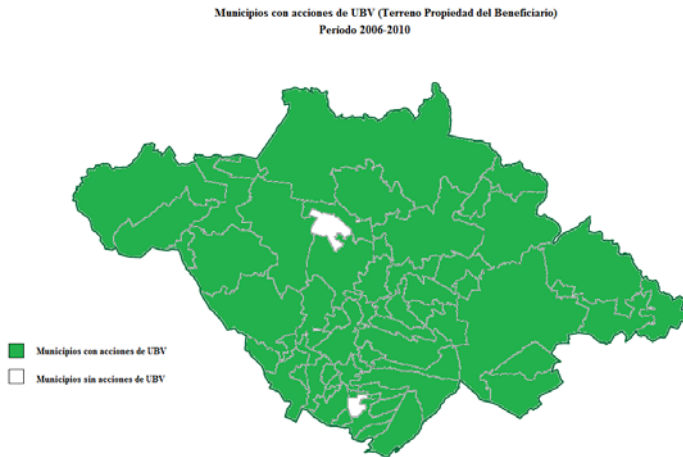 Municipios con acciones de UBV (Terreno Propiedad del Beneficiario)
Período 2006-2010
Municipios con acciones de UBV
Municipios sin acciones de UBV